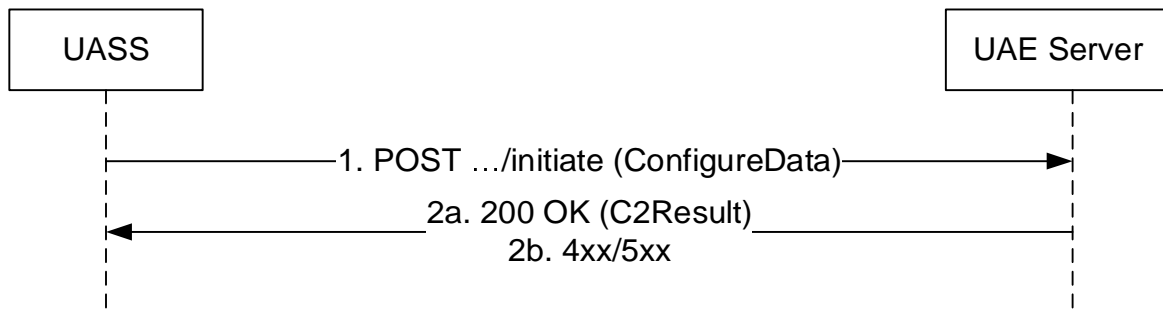 UASS
UAE Server
1. POST …/initiate (ConfigureData)
2a. 200 OK (C2Result)
2b. 4xx/5xx